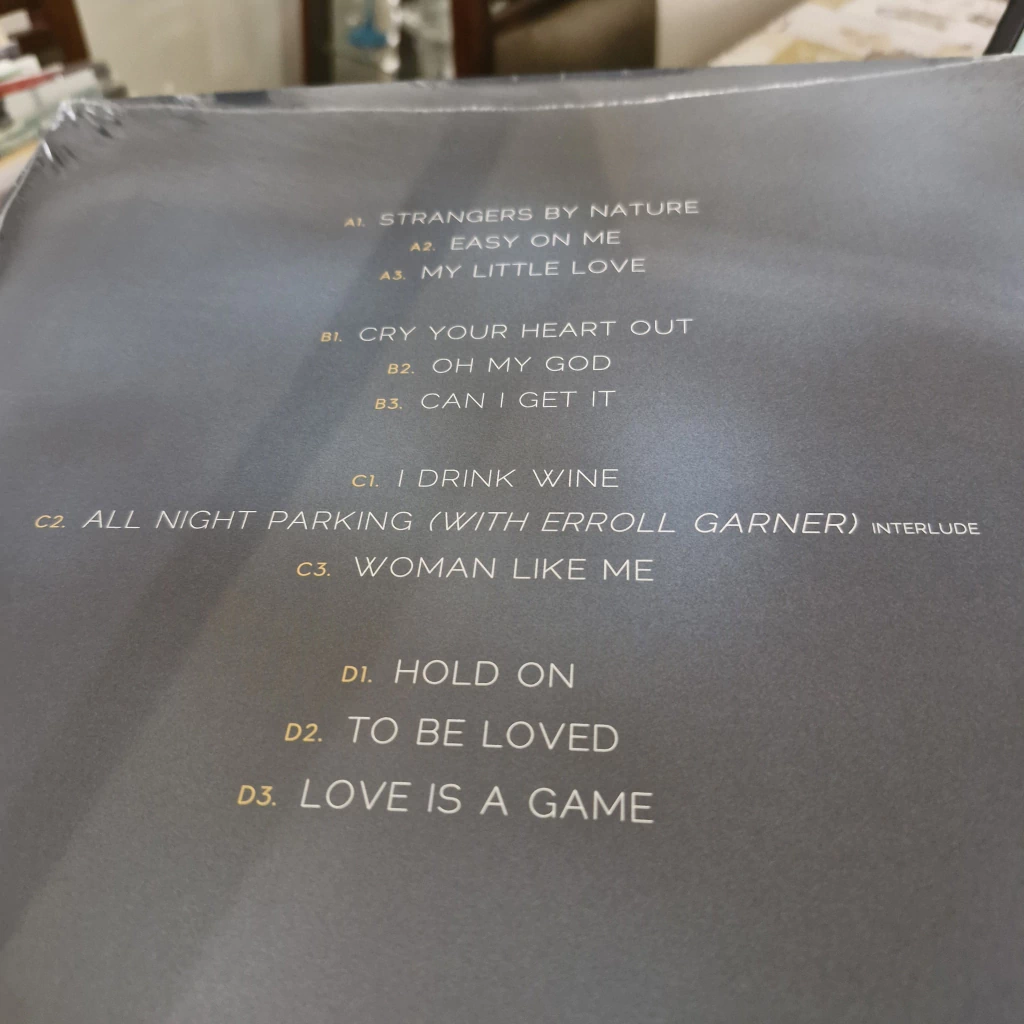 A1. STRANGERS BY NATURE
A2. EASY ON ME
A3. MY LITTLE LOVE
B1. CRY YOUR HEART OUT
B2. OH MY GOD
B3. CAN I GET IT
C1. I DRINK WINE
C2. ALL NIGHT PARKING (WITH ERROLL GARNER) INTERLUDE
C3. WOMAN LIKE ME
D1. HOLD ON
D2. TO BE LOVED
D3. LOVE IS A GAME